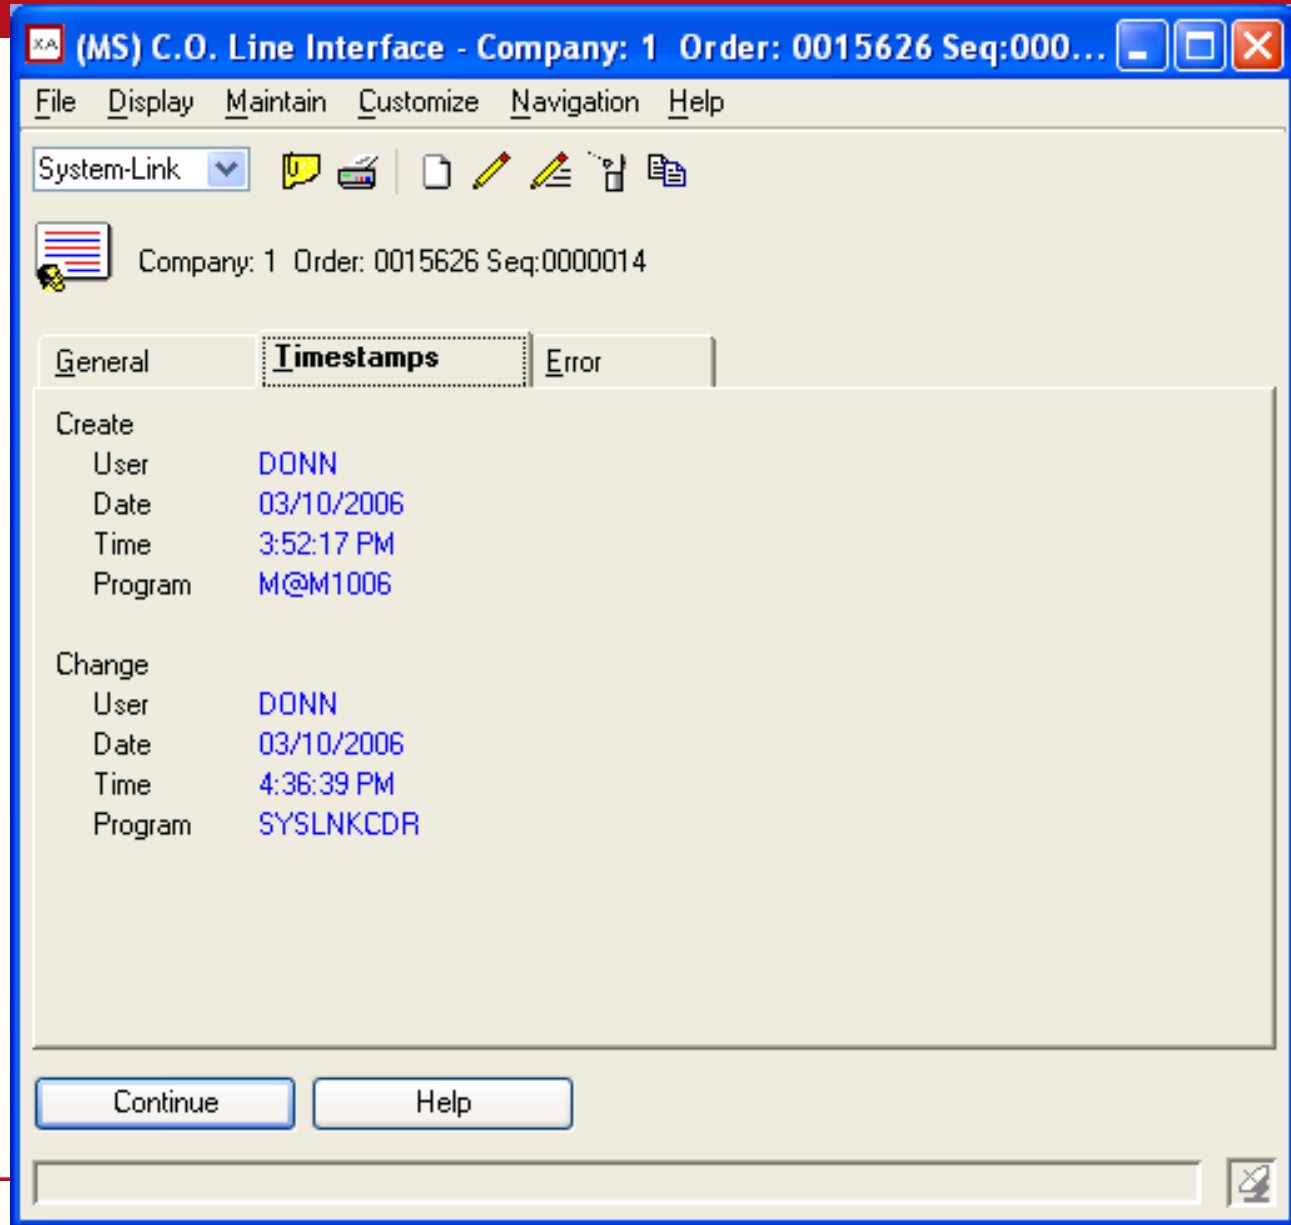 XA (MS) C.O. Line Interface - Company: 1 Order: 0015626 Seq:000...
File Display Maintain Customize Navigation Help
System-Link
Company: 1 Order: 0015626 Seq:0000014
General Timestamps Error
Create
User DONN
Date 03/10/2006
Time 3:52:17 PM
Program M@M1006
Change
User DONN
Date 03/10/2006
Time 4:36:39 PM
Program SYSLNKCDR
Continue Help